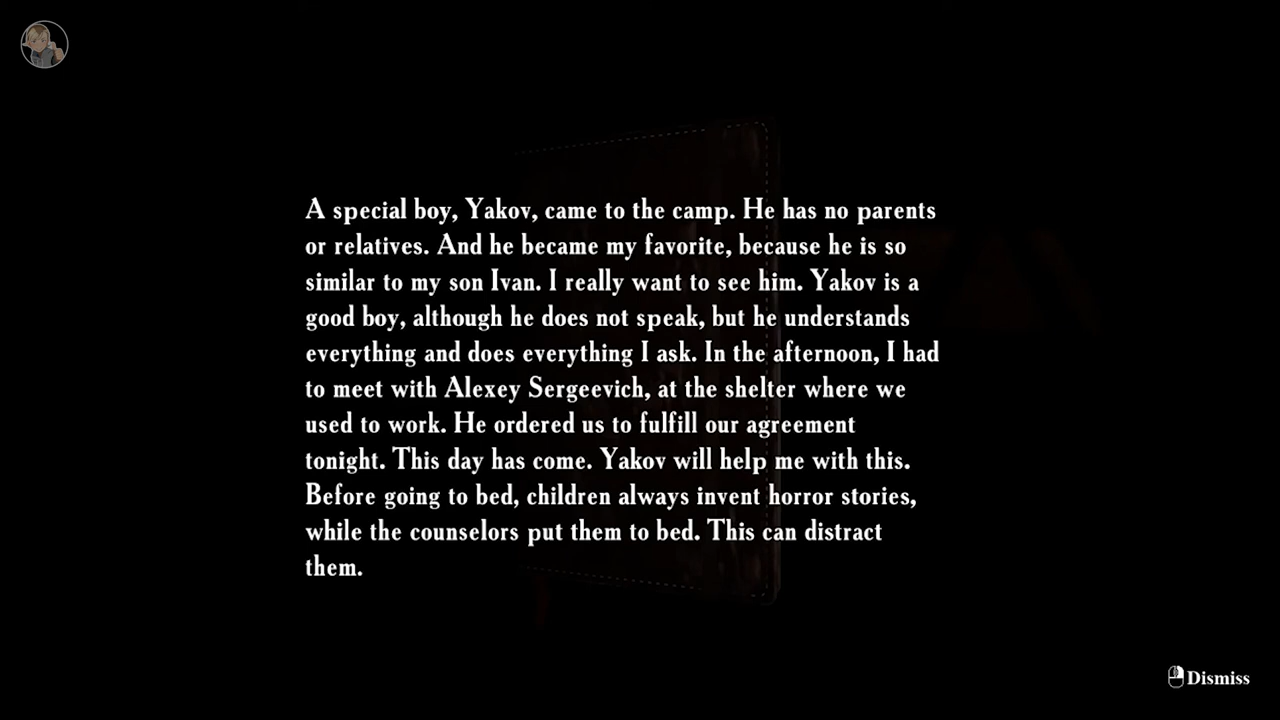 A special boy, Yakov, came to the camp. He has no parents
or relatives. And he became my favorite, because he is so
similar to my son Ivan. I really want to see him. Yakov is a
good boy, although he does not speak, but he understands
everything and does everything I ask. In the afternoon, I had
to meet with Alexey Sergeevich, at the shelter where we
used to work. He ordered us to fulfill our agreement
tonight. This day has come. Yakov will help me with this.
Before going to bed, children always invent horror stories,
while the counselors put them to bed. This can distract
them.
Dismiss